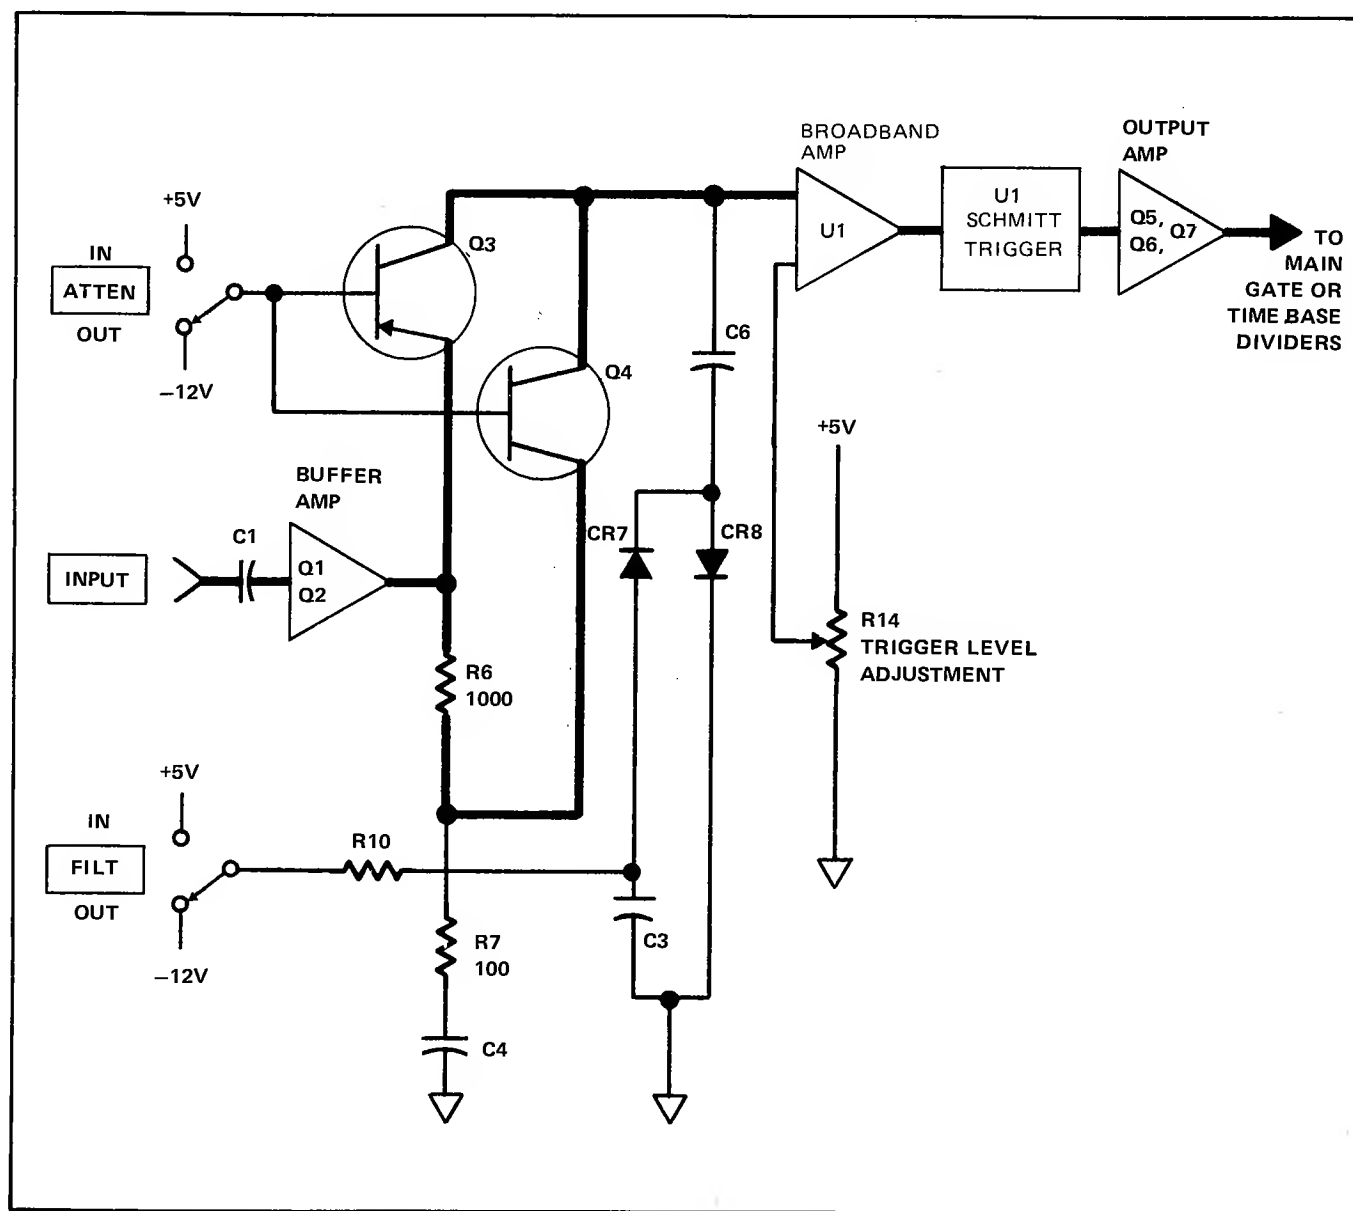 BROADBAND
AMP
OUTPUT
AMP
+5V
IN
ATTEN
OUT
–12V
Q3
Q4
U1
U1
SCHMITT
TRIGGER
Q5,
Q6, Q7
TO
MAIN
GATE OR
TIME BASE
DIVIDERS
C6
+5V
BUFFER
AMP
C1
INPUT
Q1
Q2
CR7
CR8
R14
TRIGGER LEVEL
ADJUSTMENT
R6
1000
+5V
IN
FILT
OUT
–12V
R10
R7
100
C3
C4